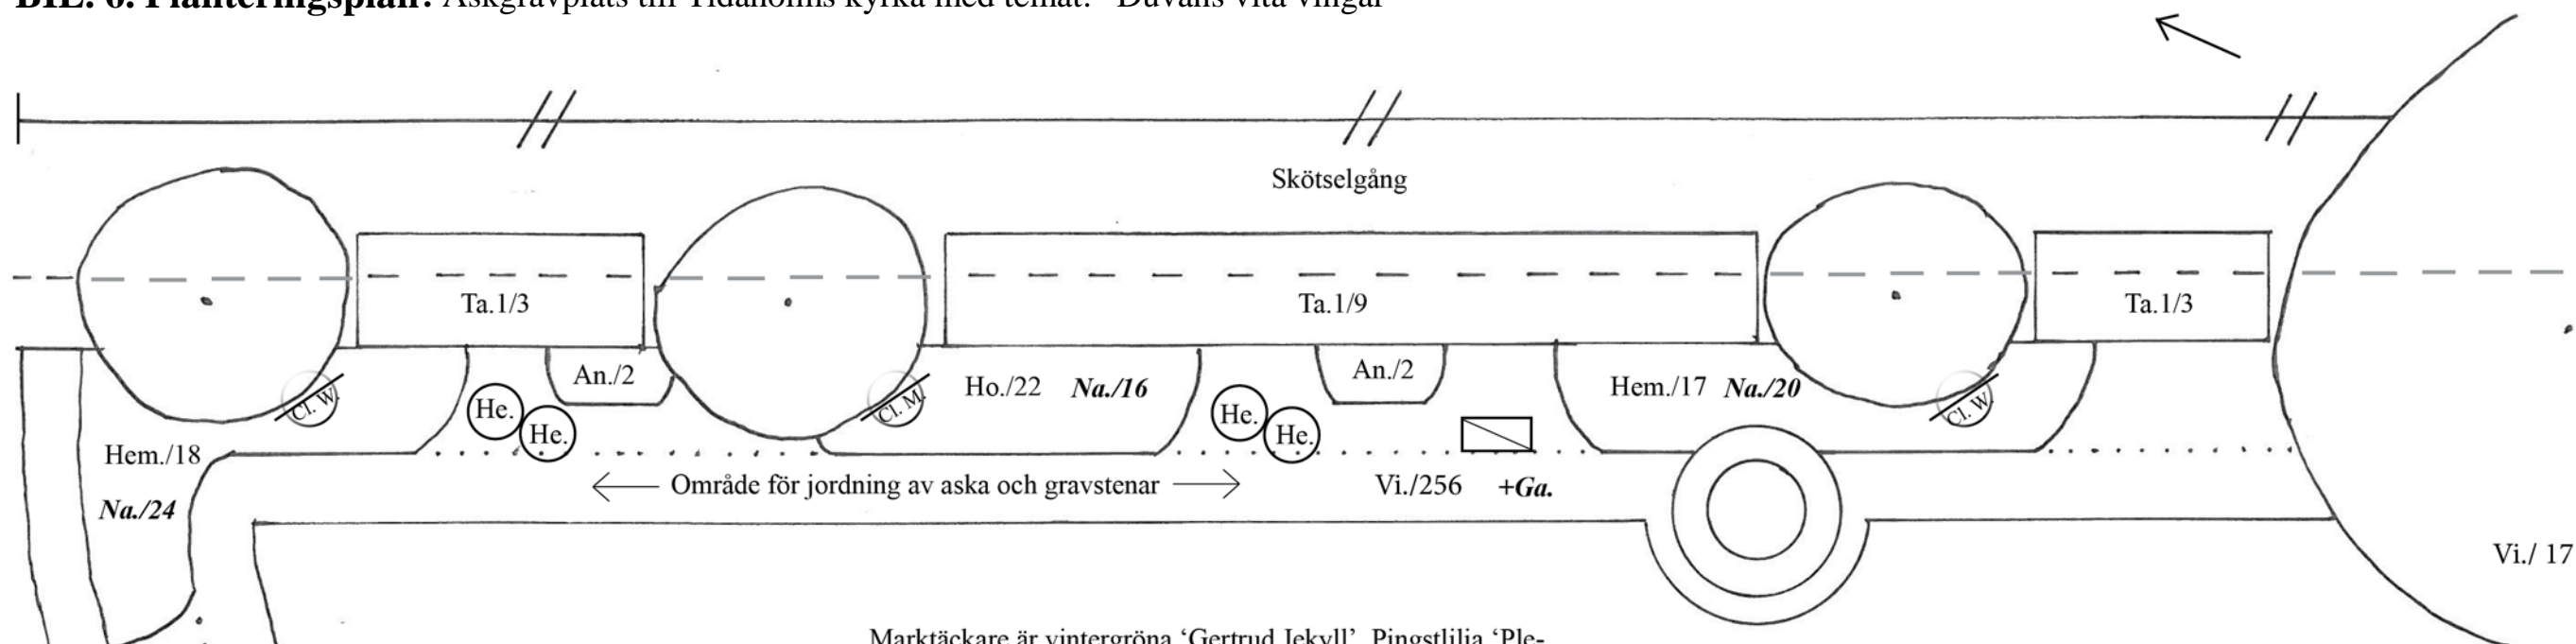 BIL. 6. Planteringsplan: Askgravplats till Tidaholms kyrka med temat: "Duvans vita vingar"
Skötselgång
Ta.1/3
Ta.1/9
Ta.1/3
An./2
An./2
Ho./22 Na./16
Hem./17 Na./20
Cl. W.
Cl. M.
Cl. W.
He.
He.
He.
He.
Hem./18
Na./24
Område för jordning av aska och gravstenar
Vi./256 +Ga.
Vi./ 17
Marktäckare är vintergröna ‘Gertrud Jekyll’, Pingstlilja ‘Ple-